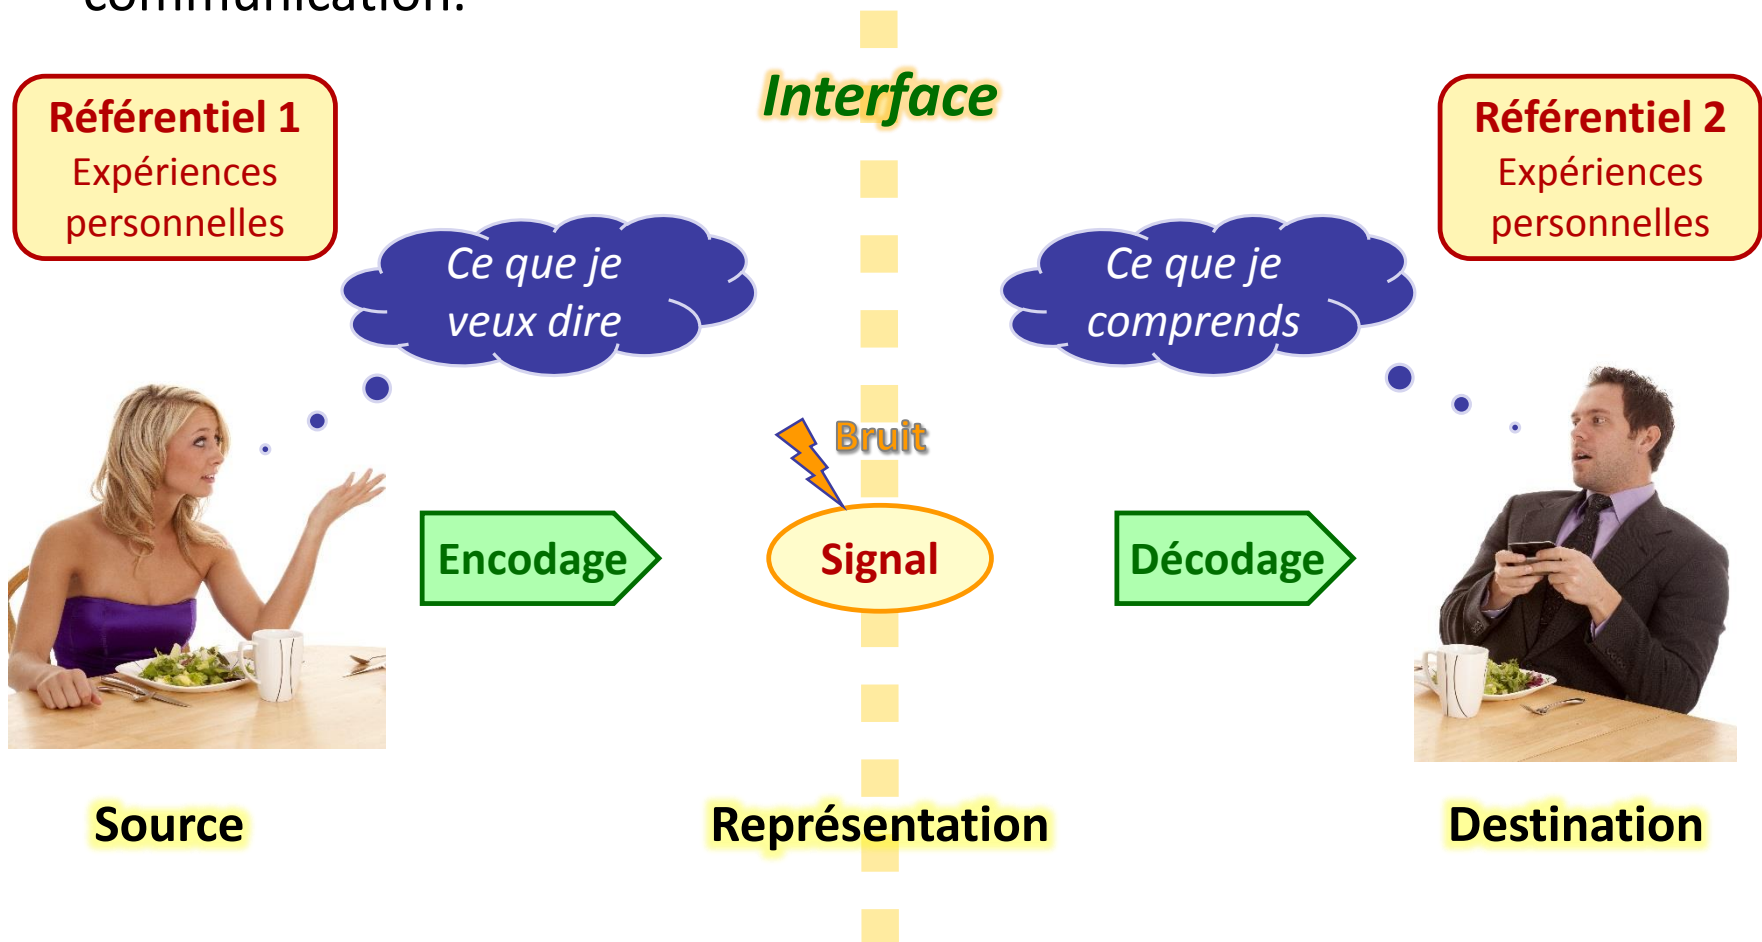 communication.
Interface
Référentiel 1
Expériences
personnelles
Référentiel 2
Expériences
personnelles
Ce que je
veux dire
Ce que je
comprends
Bruit
Encodage
Signal
Décodage
Source
Représentation
Destination